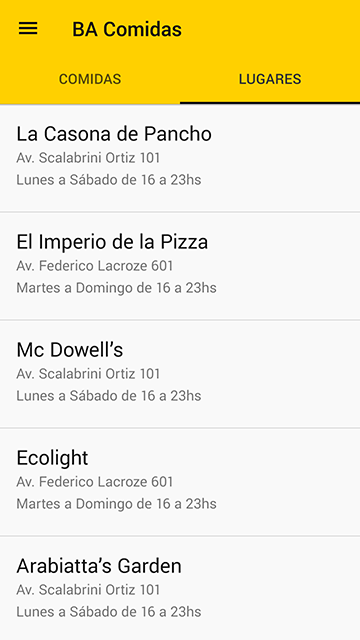 BA Comidas
COMIDAS
LUGARES
La Casona de Pancho
Av. Scalabrini Ortiz 101
Lunes a Sábado de 16 a 23hs
El Imperio de la Pizza
Av. Federico Lacroze 601
Martes a Domingo de 16 a 23hs
Mc Dowell’s
Av. Scalabrini Ortiz 101
Lunes a Sábado de 16 a 23hs
Ecolight
Av. Federico Lacroze 601
Martes a Domingo de 16 a 23hs
Arabiatta’s Garden
Av. Scalabrini Ortiz 101
Lunes a Sábado de 16 a 23hs